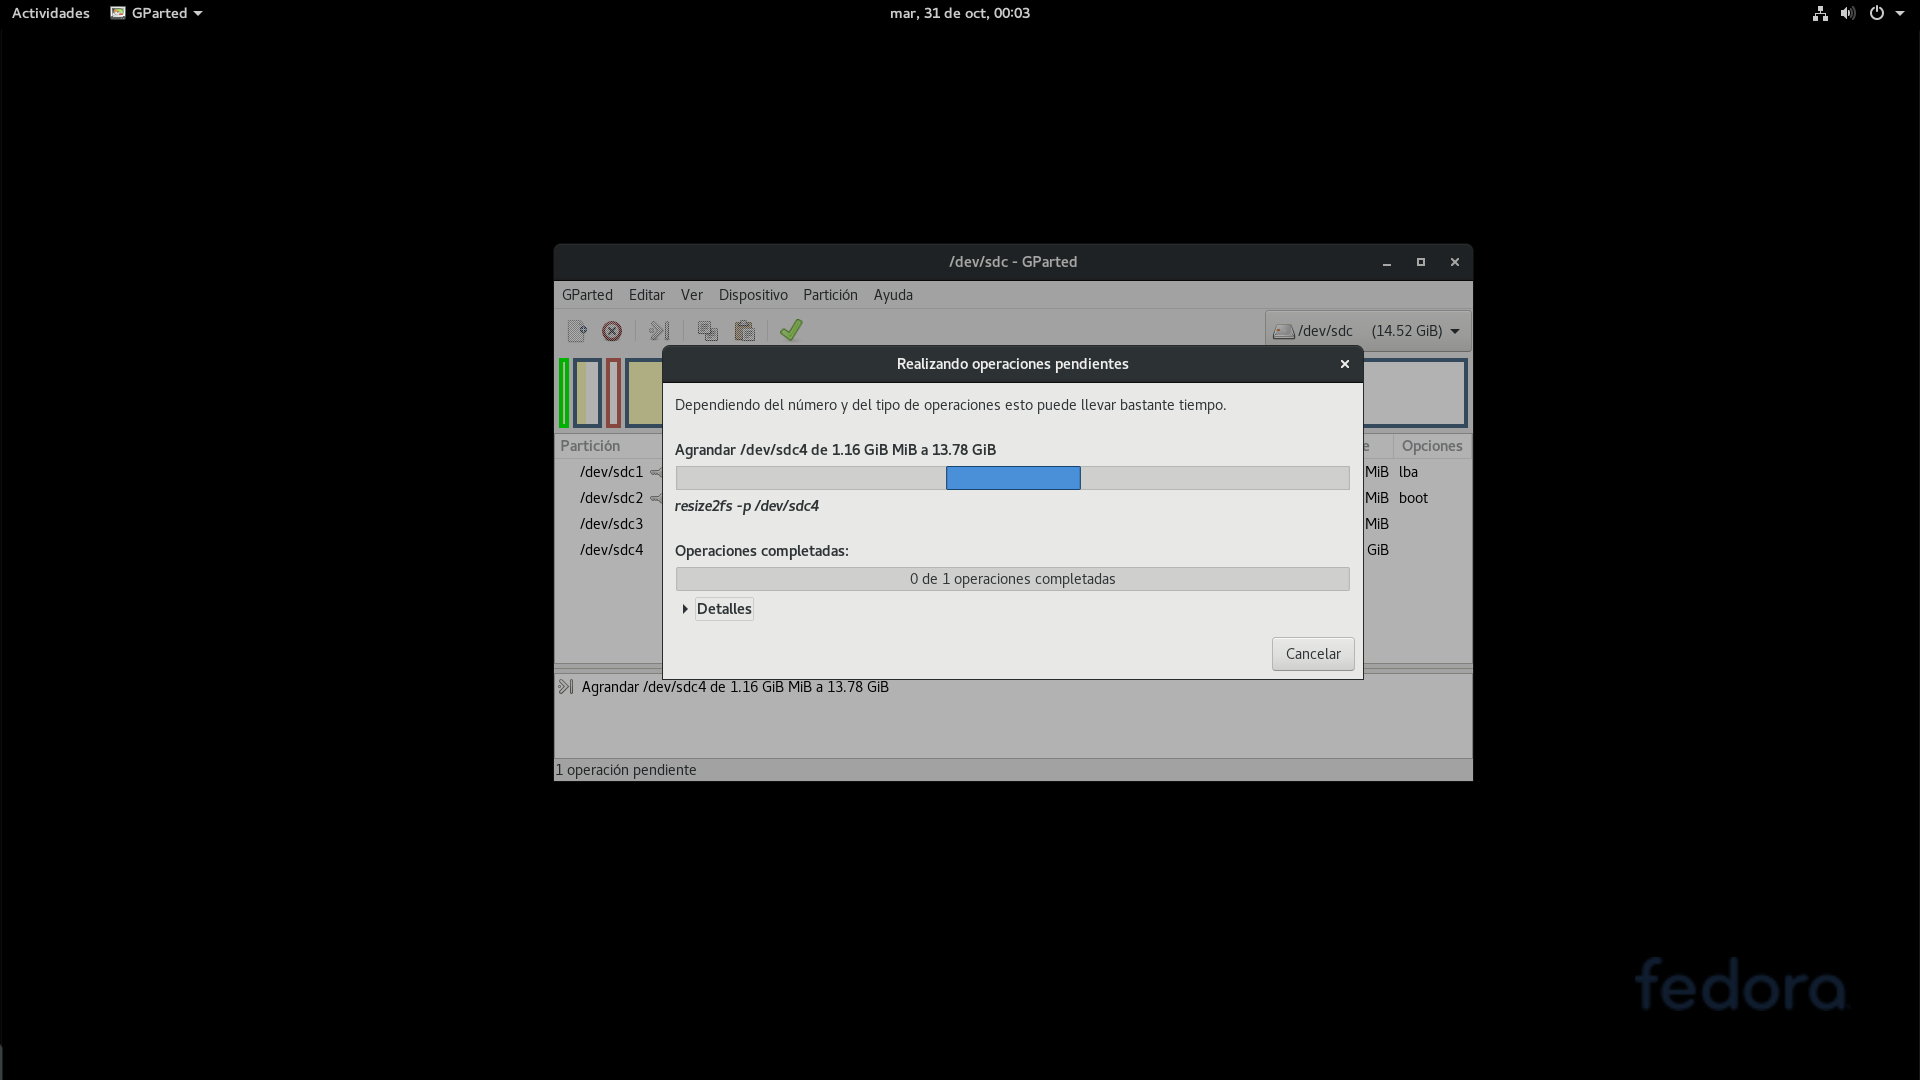 Actividades GParted mar, 31 de oct, 00:03
/dev/sdc - GParted
GParted Editar Ver Dispositivo Partición Ayuda
/dev/sdc (14.52 GiB)
Realizando operaciones pendientes
Dependiendo del número y del tipo de operaciones esto puede llevar bastante tiempo.
Agrandar /dev/sdc4 de 1.16 GiB MiB a 13.78 GiB
resize2fs -p /dev/sdc4
Operaciones completadas:
0 de 1 operaciones completadas
Detalles
Cancelar
Partición e Opciones
/dev/sdc1 MiB lba
/dev/sdc2 MiB boot
/dev/sdc3 MiB
/dev/sdc4 GiB
Agrandar /dev/sdc4 de 1.16 GiB MiB a 13.78 GiB
1 operación pendiente
fedora